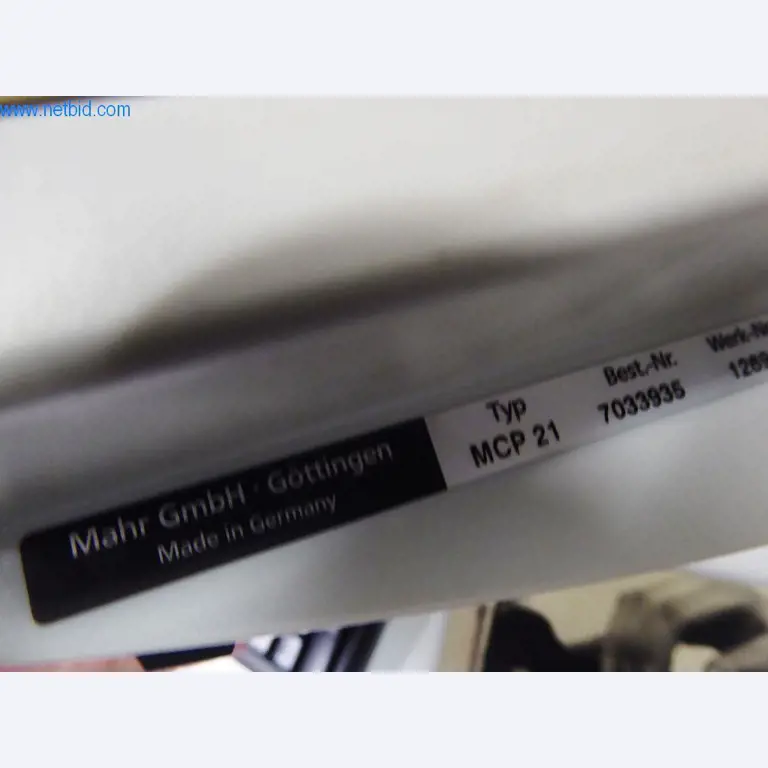 www.netbid.com
Mahr GmbH · Göttingen
Made in Germany
Typ
MCP 21
Best.-Nr.
7033935